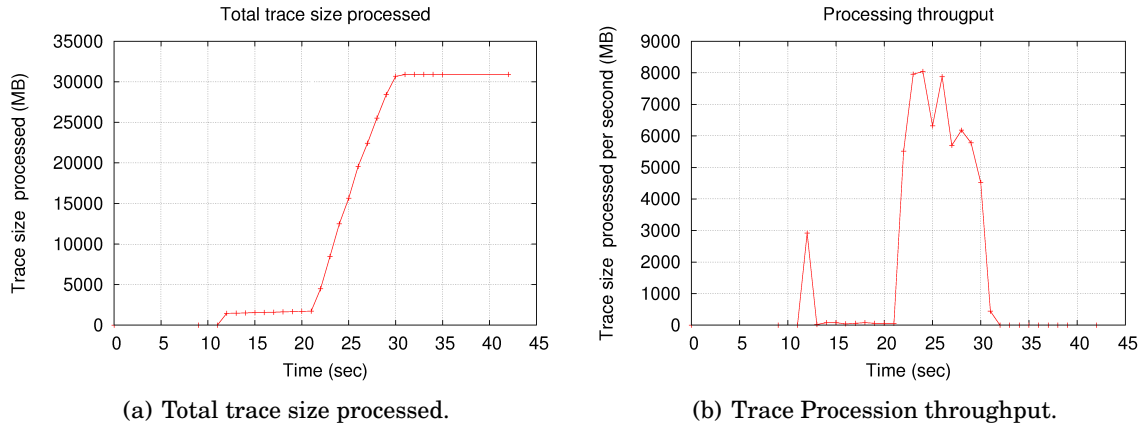 Total trace size processed
Trace size  processed (MB)
35000
30000
25000
20000
15000
10000
5000
0
0 5 10 15 20 25 30 35 40 45
Time (sec)
(a) Total trace size processed.
Processing througput
Trace size  processed per second (MB)
9000
8000
7000
6000
5000
4000
3000
2000
1000
0
0 5 10 15 20 25 30 35 40 45
Time (sec)
(b) Trace Procession throughput.